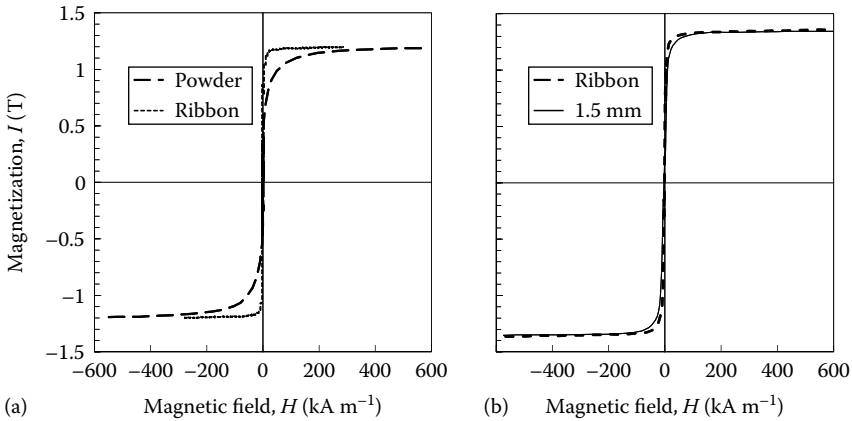 1.5
1
0.5
0
−0.5
−1
−1.5
Magnetization, I (T)
Powder
Ribbon
−600 −400 −200 0 200 400 600
Magnetic field, H (kA m⁻¹)
(a)
Ribbon
1.5 mm
−400 −200 0 200 400 600
Magnetic field, H (kA m⁻¹)
(b)